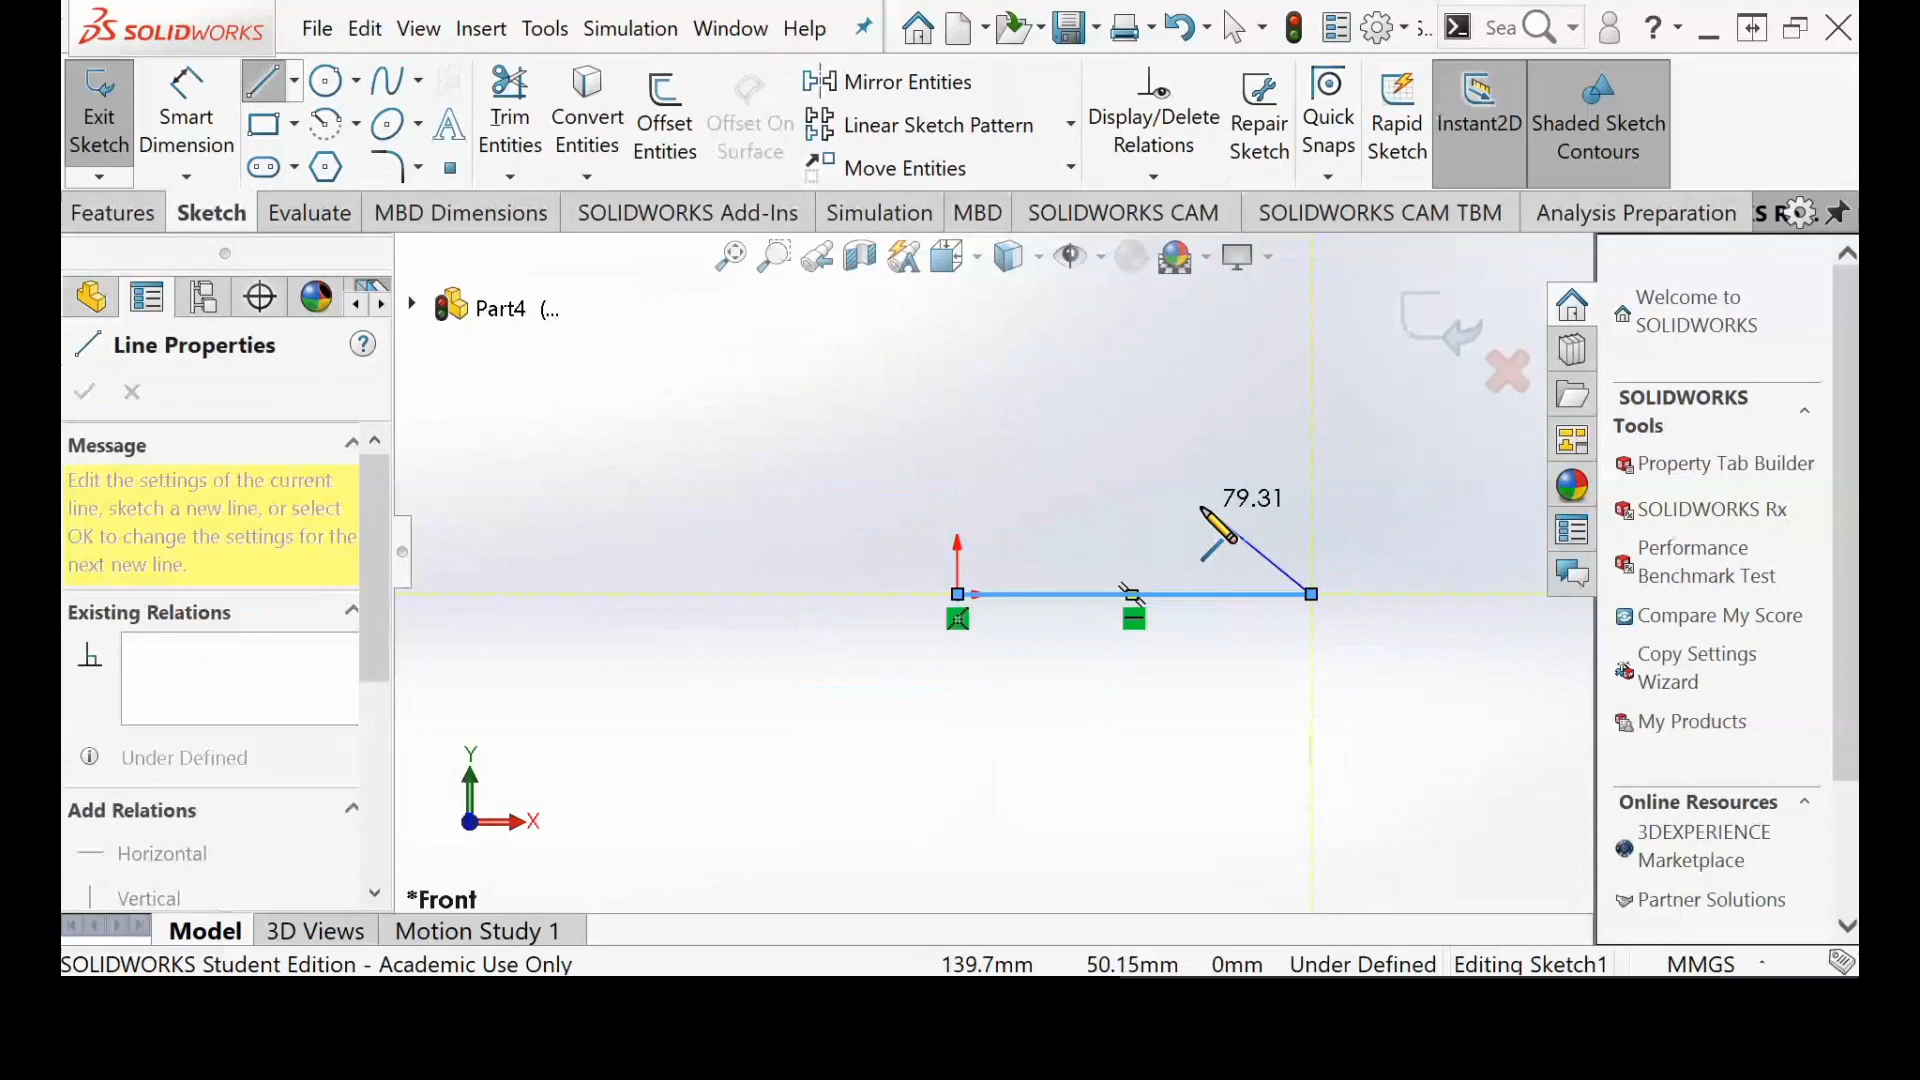 SOLIDWORKS
File Edit View Insert Tools Simulation Window Help
S.. Sea ?
Exit Sketch
Smart Dimension
Trim Entities
Convert Entities
Offset Entities
Offset On Surface
Mirror Entities
Linear Sketch Pattern
Move Entities
Display/Delete Relations
Repair Sketch
Quick Snaps
Rapid Sketch
Instant2D
Shaded Sketch Contours
Features Sketch Evaluate MBD Dimensions SOLIDWORKS Add-Ins Simulation MBD SOLIDWORKS CAM SOLIDWORKS CAM TBM Analysis Preparation
Part4 (...
Line Properties
?
Message
Edit the settings of the current
line, sketch a new line, or select
OK to change the settings for the
next new line.
Existing Relations
Under Defined
Add Relations
Horizontal
Vertical
79.31
Y
X
*Front
Welcome to
SOLIDWORKS
SOLIDWORKS
Tools
Property Tab Builder
SOLIDWORKS Rx
Performance
Benchmark Test
Compare My Score
Copy Settings
Wizard
My Products
Online Resources
3DEXPERIENCE
Marketplace
Partner Solutions
Model 3D Views Motion Study 1
SOLIDWORKS Student Edition - Academic Use Only 139.7mm 50.15mm 0mm Under Defined Editing Sketch1 MMGS